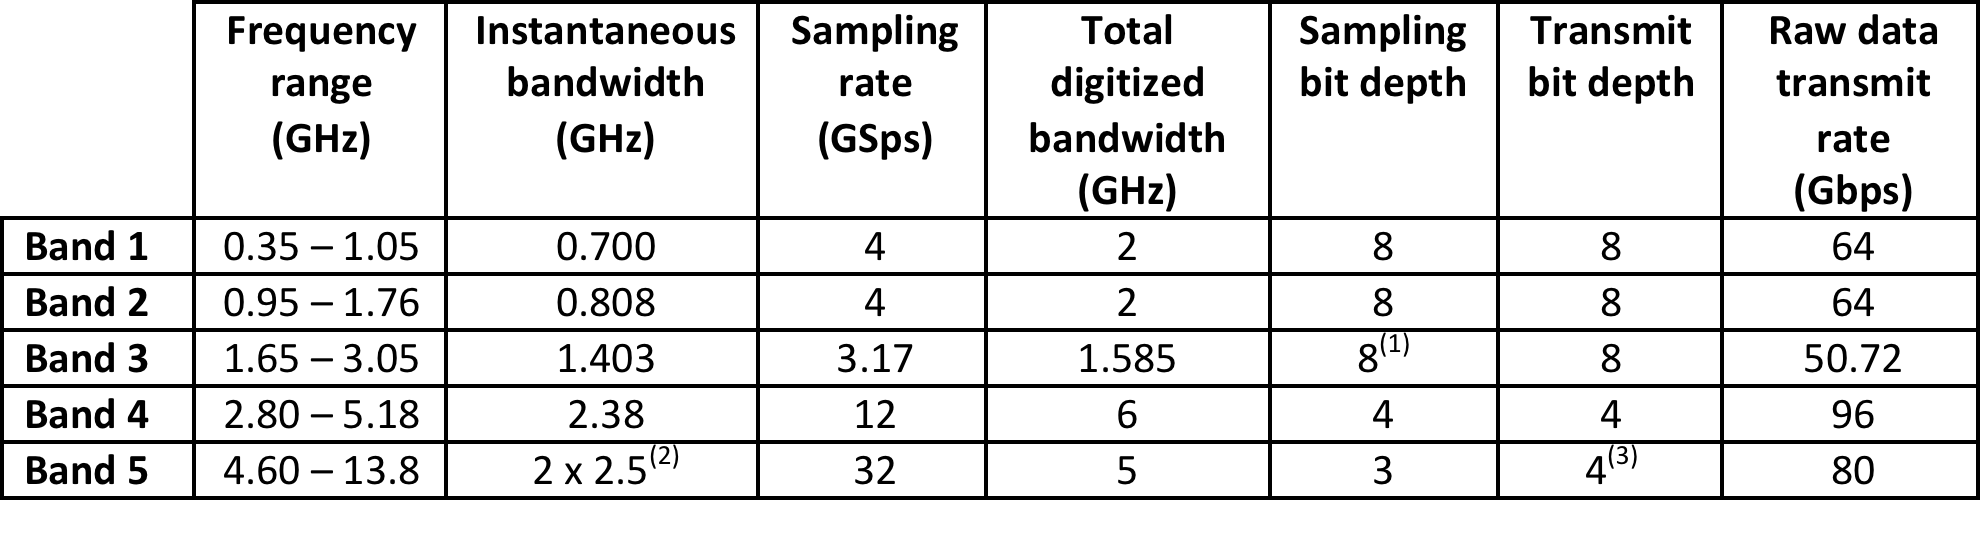 Frequency range (GHz) Instantaneous bandwidth (GHz) Sampling rate (GSps) Total digitized bandwidth (GHz) Sampling bit depth Transmit bit depth Raw data transmit rate (Gbps)
Band 1 0.35 – 1.05 0.700 4 2 8 8 64
Band 2 0.95 – 1.76 0.808 4 2 8 8 64
Band 3 1.65 – 3.05 1.403 3.17 1.585 8(1) 8 50.72
Band 4 2.80 – 5.18 2.38 12 6 4 4 96
Band 5 4.60 – 13.8 2 x 2.5(2) 32 5 3 4(3) 80